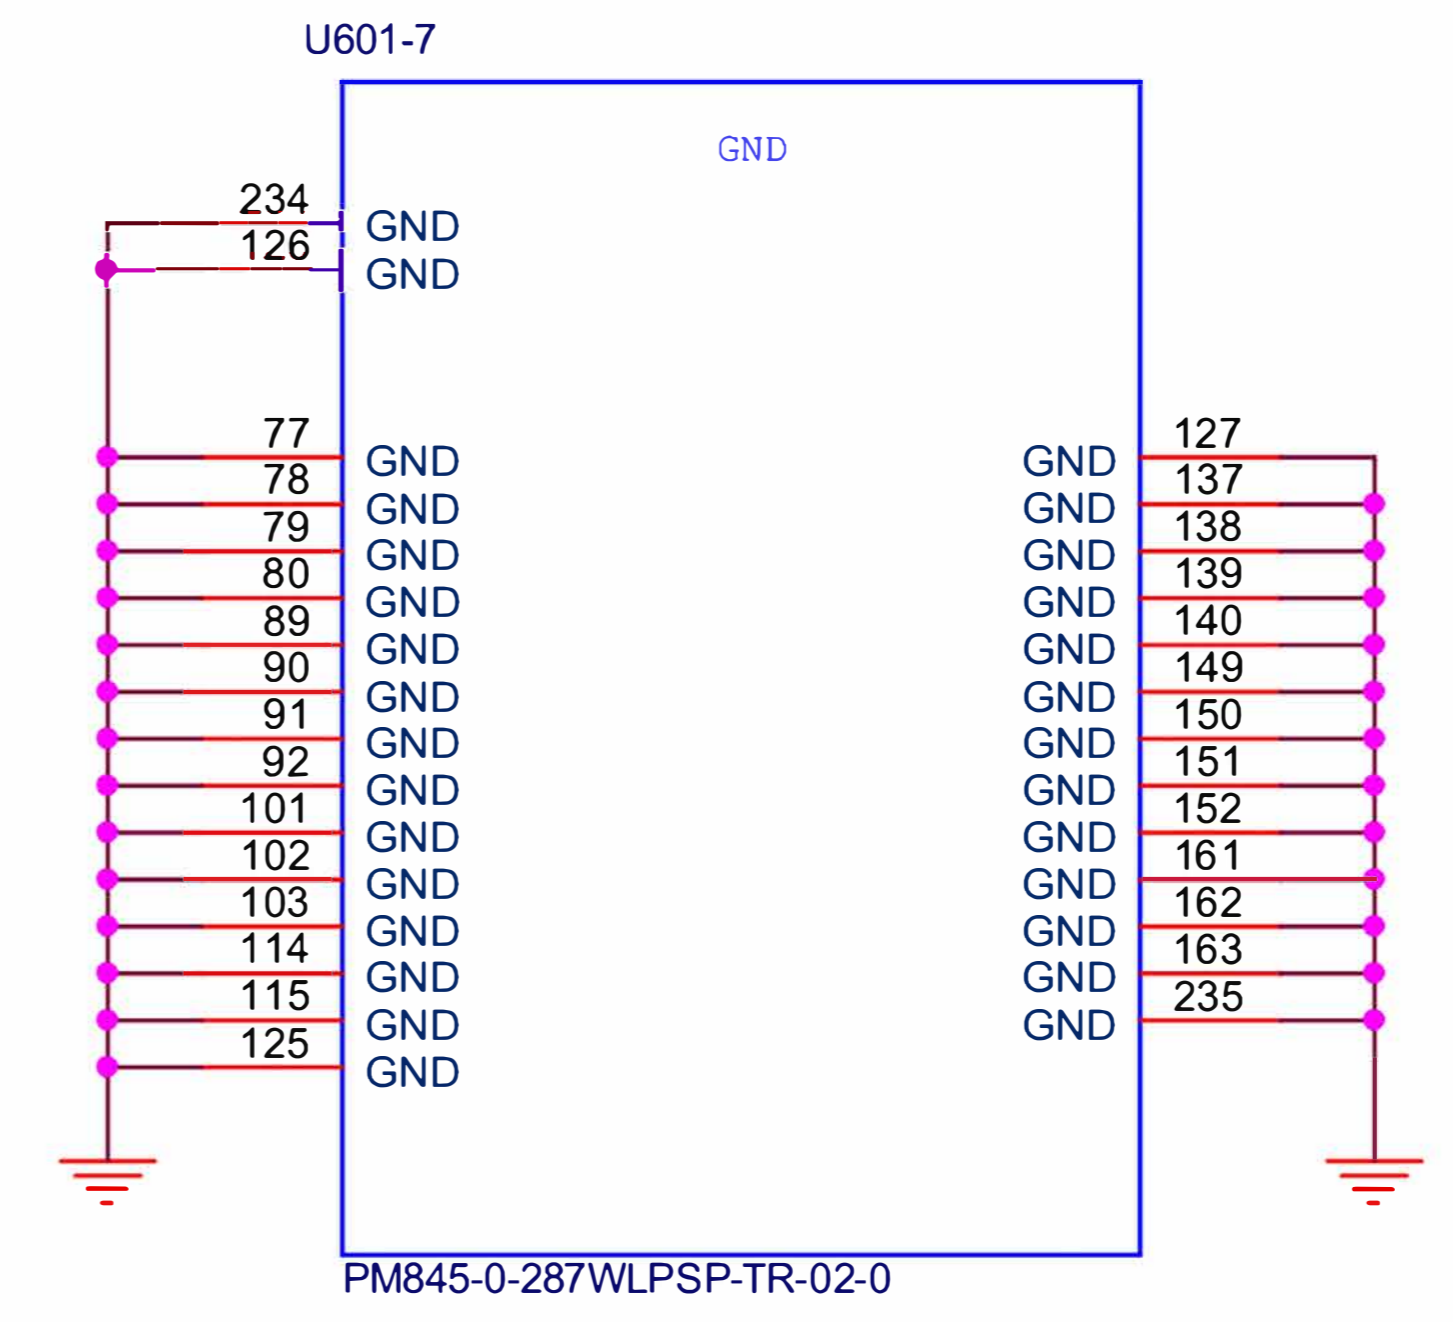 U601-7
GND
234 GND
126 GND
77 GND GND 127
78 GND GND 137
79 GND GND 138
80 GND GND 139
89 GND GND 140
90 GND GND 149
91 GND GND 150
92 GND GND 151
101 GND GND 152
102 GND GND 161
103 GND GND 162
114 GND GND 163
115 GND GND 235
125 GND
PM845-0-287WLPSP-TR-02-0